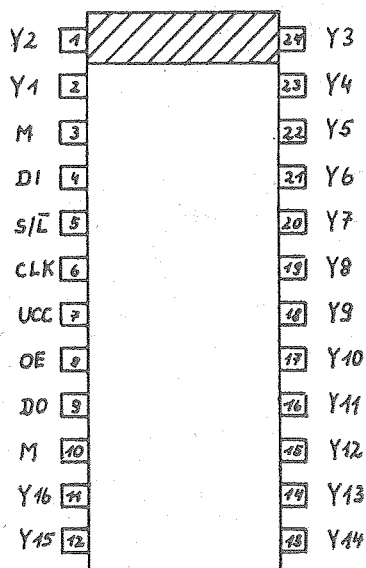 Y2 1 24 Y3
Y1 2 23 Y4
M 3 22 Y5
DI 4 21 Y6
S/L̅ 5 20 Y7
CLK 6 19 Y8
UCC 7 18 Y9
OE 8 17 Y10
DO 9 16 Y11
M 10 15 Y12
Y16 11 14 Y13
Y15 12 13 Y14